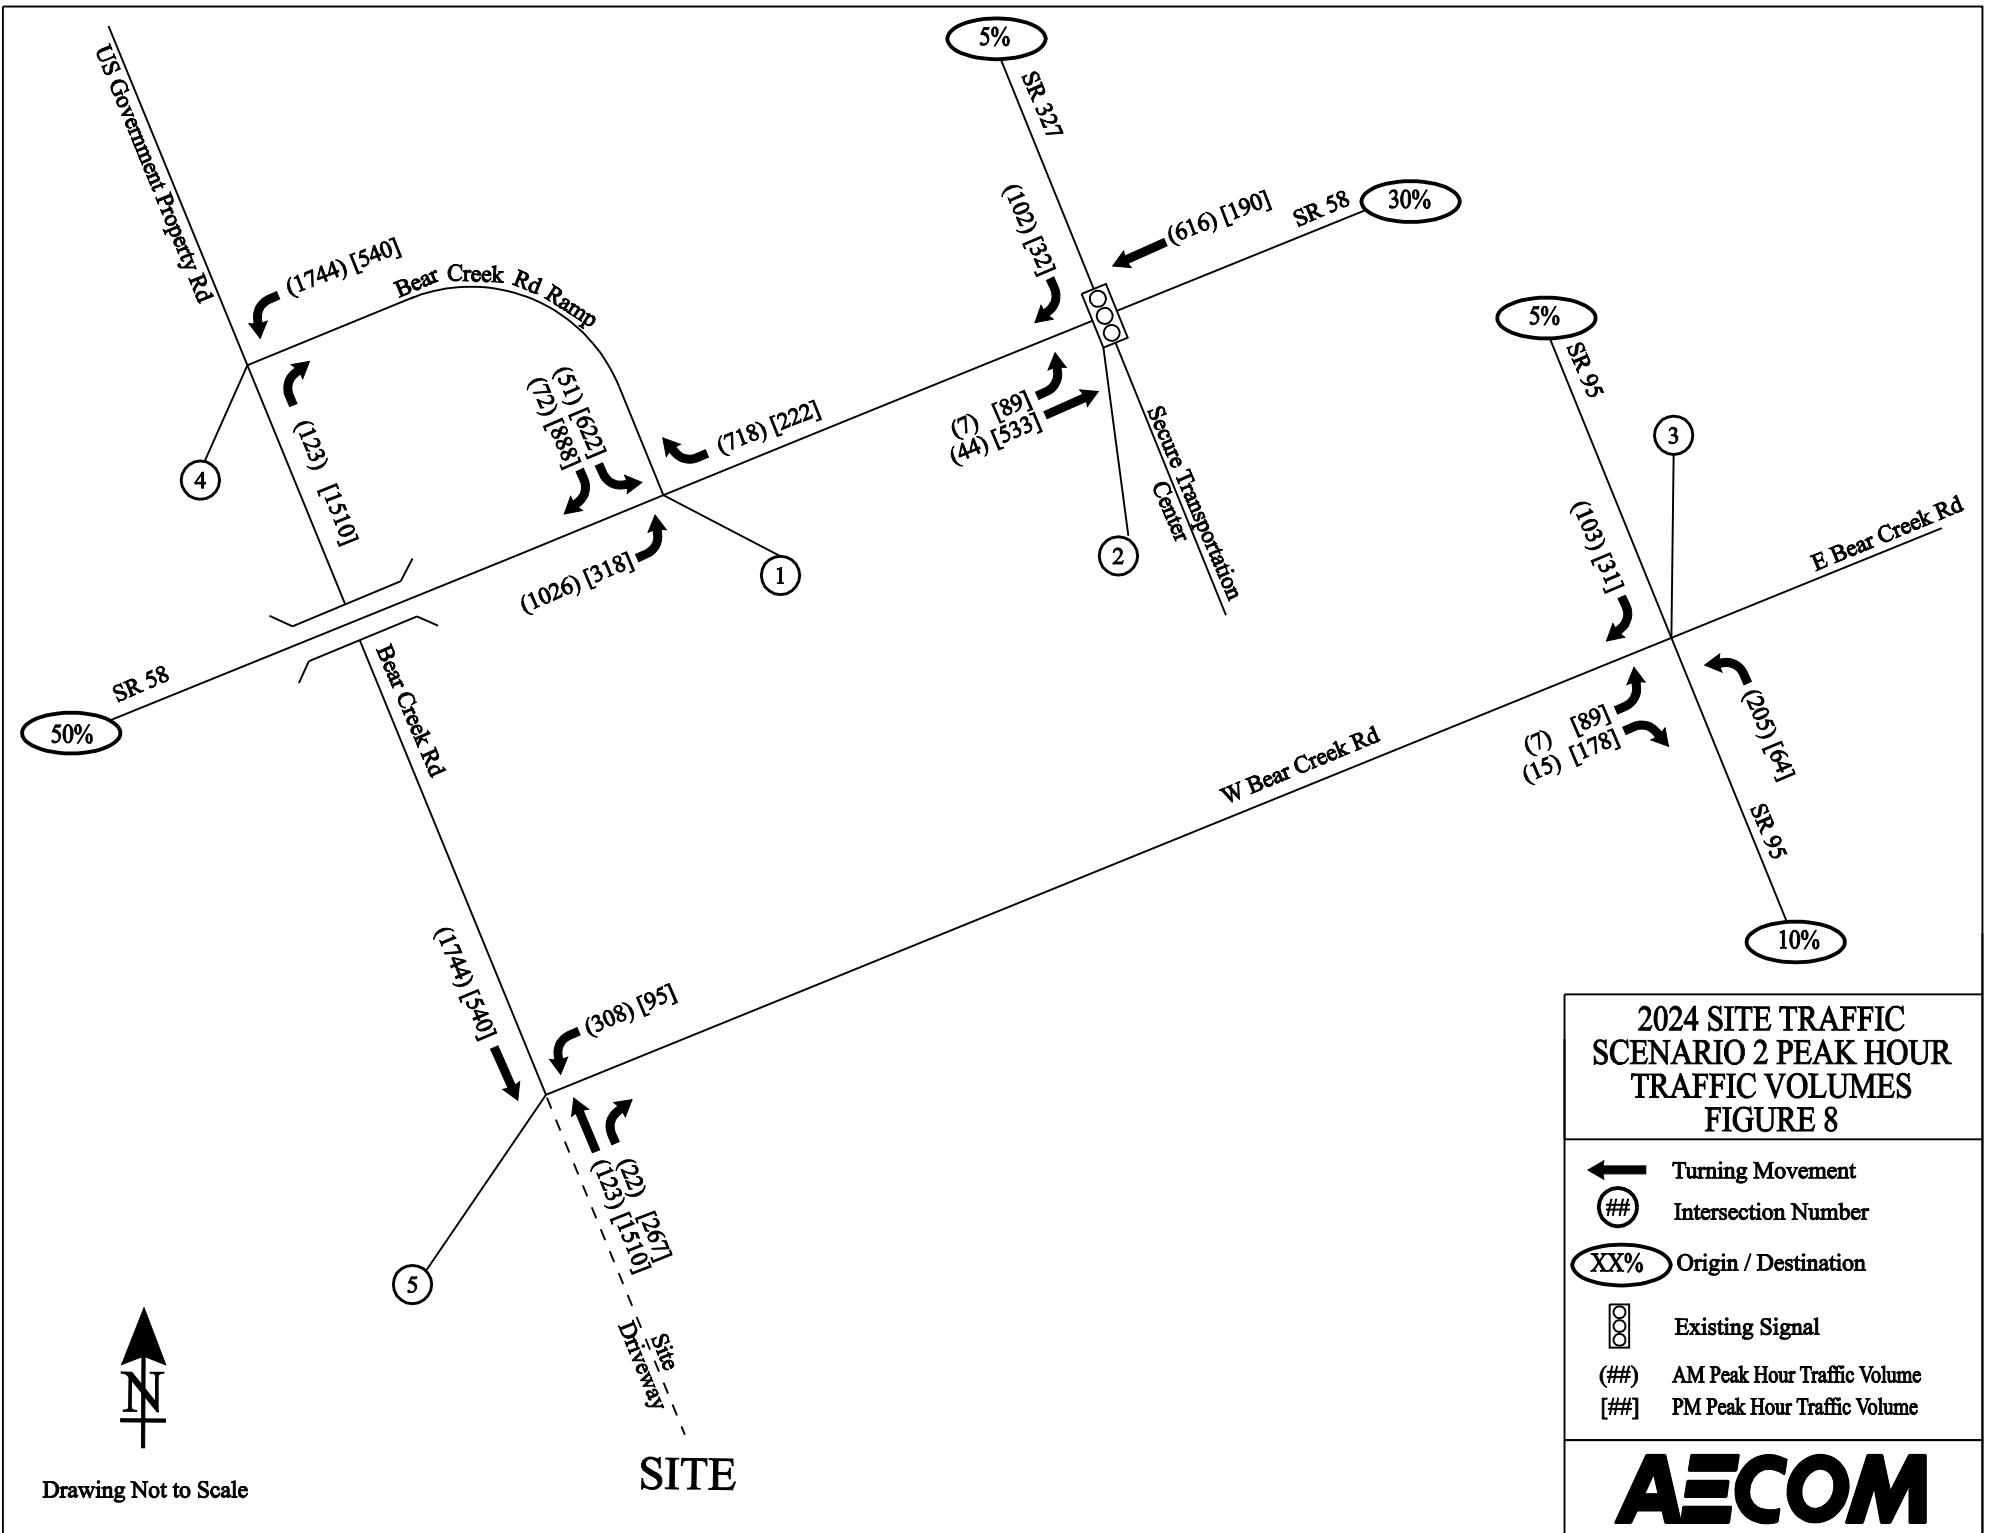 5%
SR 327
US Government Property Rd
(102) [32]
(616) [190]
SR 58
30%
(1744) [540]
Bear Creek Rd Ramp
5%
SR 95
(51) [622]
(72) [888]
(718) [222]
(7) [89]
(44) [533]
Secure Transportation
Center
3
4
(123) [1510]
2
1
(1026) [318]
(103) [31]
E Bear Creek Rd
SR 58
50%
Bear Creek Rd
W Bear Creek Rd
(7) [89]
(15) [178]
(205) [64]
SR 95
10%
(1744) [540]
(308) [95]
(22) [267]
(123) [1510]
5
Site
Driveway
SITE
N
Drawing Not to Scale
2024 SITE TRAFFIC
SCENARIO 2 PEAK HOUR
TRAFFIC VOLUMES
FIGURE 8
Turning Movement
## Intersection Number
XX% Origin / Destination
Existing Signal
(##) AM Peak Hour Traffic Volume
[##] PM Peak Hour Traffic Volume
AECOM